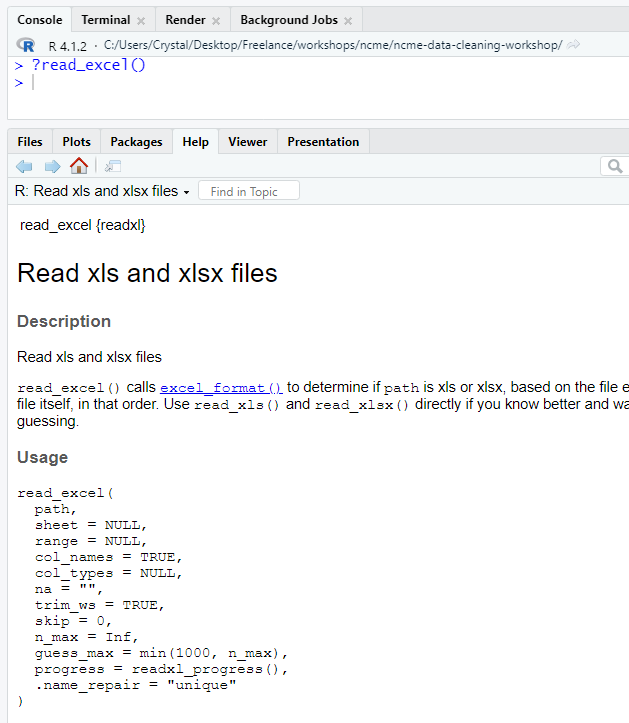 Console Terminal Render Background Jobs
R 4.1.2 · C:/Users/Crystal/Desktop/Freelance/workshops/ncme/ncme-data-cleaning-workshop/
> ?read_excel()
>
Files Plots Packages Help Viewer Presentation
R: Read xls and xlsx files Find in Topic
read_excel {readxl}
Read xls and xlsx files
Description
Read xls and xlsx files
read_excel() calls excel_format() to determine if path is xls or xlsx, based on the file e
file itself, in that order. Use read_xls() and read_xlsx() directly if you know better and wa
guessing.
Usage
read_excel(
path,
sheet = NULL,
range = NULL,
col_names = TRUE,
col_types = NULL,
na = "",
trim_ws = TRUE,
skip = 0,
n_max = Inf,
guess_max = min(1000, n_max),
progress = readxl_progress(),
.name_repair = "unique"
)